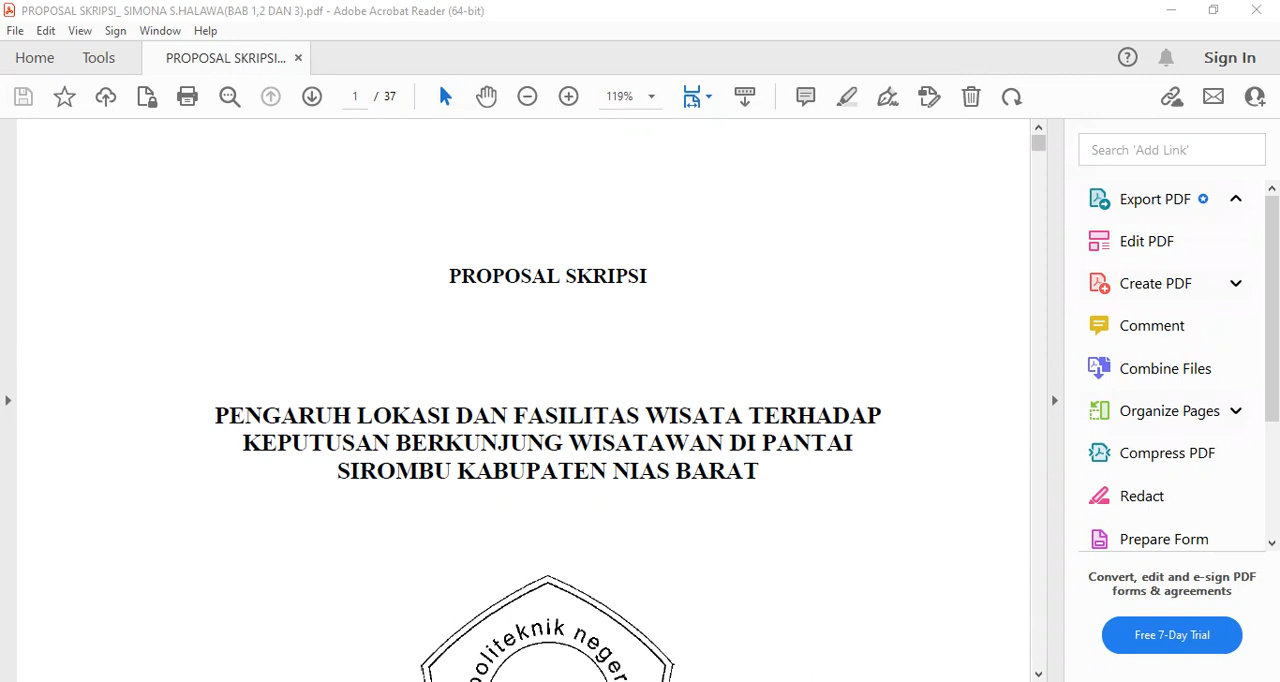 PROPOSAL SKRIPSI_ SIMONA S.HALAWA(BAB 1,2 DAN 3).pdf - Adobe Acrobat Reader (64-bit)
File Edit View Sign Window Help
Home Tools PROPOSAL SKRIPSI... × Sign In
1 / 37 119%
Search 'Add Link'
Export PDF
Edit PDF
Create PDF
Comment
Combine Files
Organize Pages
Compress PDF
Redact
Prepare Form
Convert, edit and e-sign PDF
forms & agreements
Free 7-Day Trial
PROPOSAL SKRIPSI
PENGARUH LOKASI DAN FASILITAS WISATA TERHADAP
KEPUTUSAN BERKUNJUNG WISATAWAN DI PANTAI
SIROMBU KABUPATEN NIAS BARAT
politeknik neger